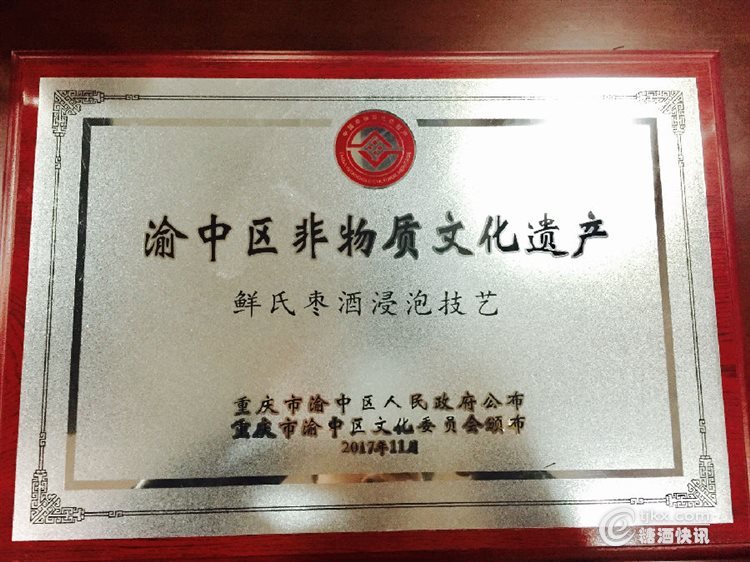 渝中区非物质文化遗产
鲜氏枣酒浸泡技艺
重庆市渝中区人民政府公布
重庆市渝中区文化委员会颁布
2017年11月
tjkx.com
糖酒快讯